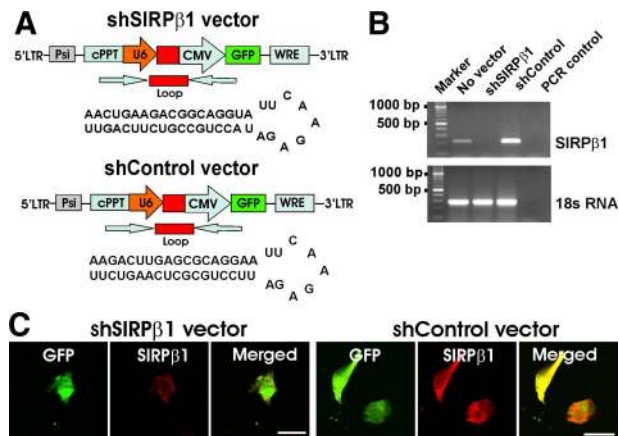 A
shSIRPβ1 vector
5'LTR Psi cPPT U6 CMV GFP WRE 3'LTR
Loop
AACUGAAGACGGCAGGUA UU C A A G A GA
UUGACUUCUGCCGUCCA U
shControl vector
5'LTR Psi cPPT U6 CMV GFP WRE 3'LTR
Loop
AAGACUUGAGCGCAGGAA UU C A A G A GA
UUCUGAACUCGCGUCCUU
B
Marker No vector shSIRPβ1 shControl PCR control
1000 bp
500 bp
SIRPβ1
1000 bp
500 bp
18s RNA
C
shSIRPβ1 vector shControl vector
GFP SIRPβ1 Merged GFP SIRPβ1 Merged